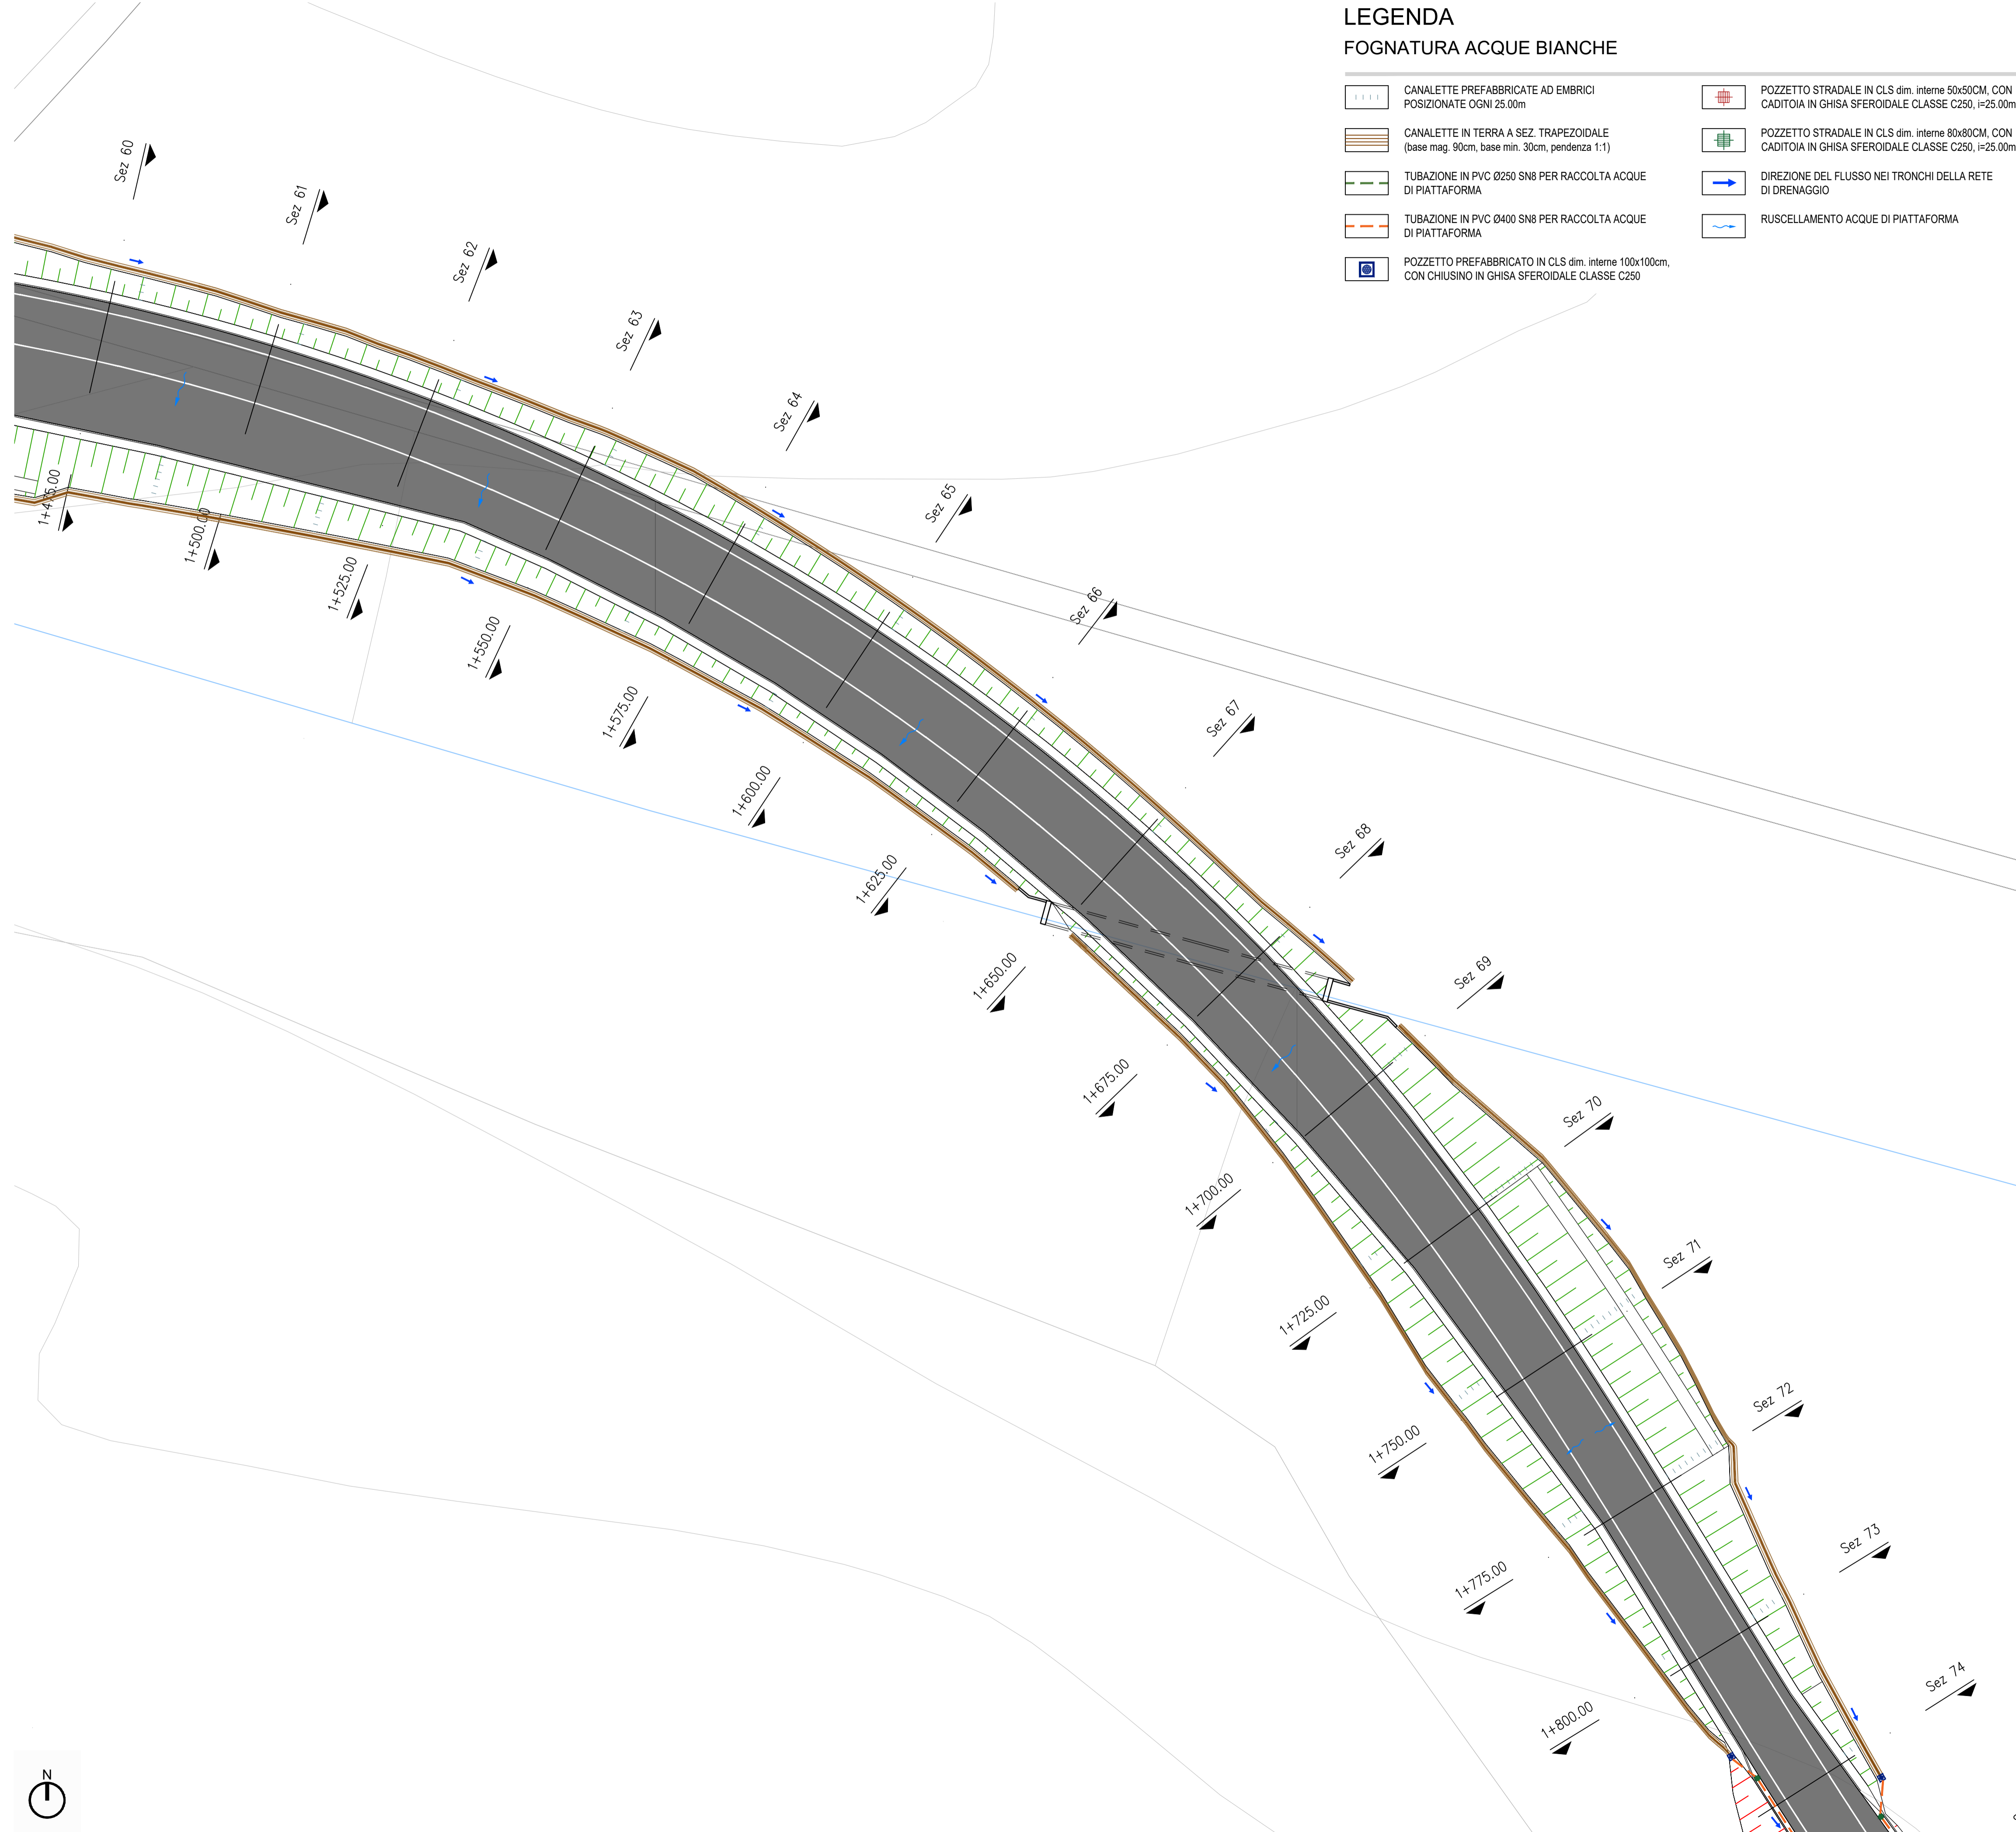 LEGENDA
FOGNATURA ACQUE BIANCHE
CANALETTE PREFABBRICATE AD EMBRICI
POSIZIONATE OGNI 25.00m
CANALETTE IN TERRA A SEZ. TRAPEZOIDALE
(base mag. 90cm, base min. 30cm, pendenza 1:1)
TUBAZIONE IN PVC Ø250 SN8 PER RACCOLTA ACQUE
DI PIATTAFORMA
TUBAZIONE IN PVC Ø400 SN8 PER RACCOLTA ACQUE
DI PIATTAFORMA
POZZETTO PREFABBRICATO IN CLS dim. interne 100x100cm,
CON CHIUSINO IN GHISA SFEROIDALE CLASSE C250
POZZETTO STRADALE IN CLS dim. interne 50x50CM, CON
CADITOIA IN GHISA SFEROIDALE CLASSE C250, i=25.00m
POZZETTO STRADALE IN CLS dim. interne 80x80CM, CON
CADITOIA IN GHISA SFEROIDALE CLASSE C250, i=25.00m
DIREZIONE DEL FLUSSO NEI TRONCHI DELLA RETE
DI DRENAGGIO
RUSCELLAMENTO ACQUE DI PIATTAFORMA
Sez 60
Sez 61
Sez 62
Sez 63
Sez 64
Sez 65
Sez 66
Sez 67
Sez 68
Sez 69
Sez 70
Sez 71
Sez 72
Sez 73
Sez 74
1+475.00
1+500.00
1+525.00
1+550.00
1+575.00
1+600.00
1+625.00
1+650.00
1+675.00
1+700.00
1+725.00
1+750.00
1+775.00
1+800.00
N